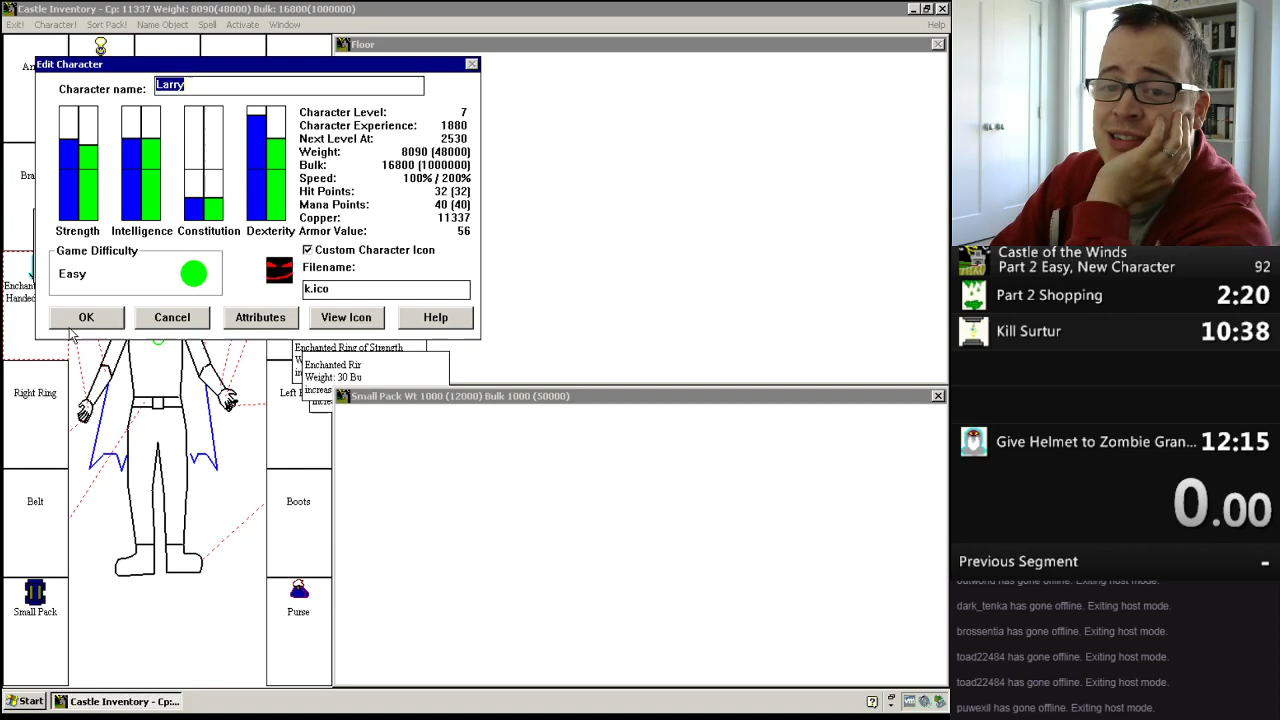 Castle Inventory - Cp: 11337 Weight: 8090(48000) Bulk: 16800(1000000)
Exit! Character! Sort Pack! Name Object Spell Activate Window Help
Floor
Edit Character
Character name: Larry
Strength Intelligence Constitution Dexterity
Character Level: 7
Character Experience: 1880
Next Level At: 2530
Weight: 8090 (48000)
Bulk: 16800 (1000000)
Speed: 100% / 200%
Hit Points: 32 (32)
Mana Points: 40 (40)
Copper: 11337
Armor Value: 56
Game Difficulty
Easy
Custom Character Icon
Filename:
k.ico
OK Cancel Attributes View Icon Help
Enchanted Ring of Strength
Enchanted Rir
Weight: 30 Bu
increas
Right Ring
Belt
Boots
Small Pack
Purse
Small Pack Wt 1000 (12000) Bulk 1000 (50000)
Start
Castle Inventory - Cp:...
Castle of the Winds
Part 2 Easy, New Character 92
Part 2 Shopping 2:20
Kill Surtur 10:38
Give Helmet to Zombie Gran... 12:15
0.00
Previous Segment -
outworld has gone offline. Exiting host mode.
dark_tenka has gone offline. Exiting host mode.
brossentia has gone offline. Exiting host mode.
toad22484 has gone offline. Exiting host mode.
toad22484 has gone offline. Exiting host mode.
puwexil has gone offline. Exiting host mode.